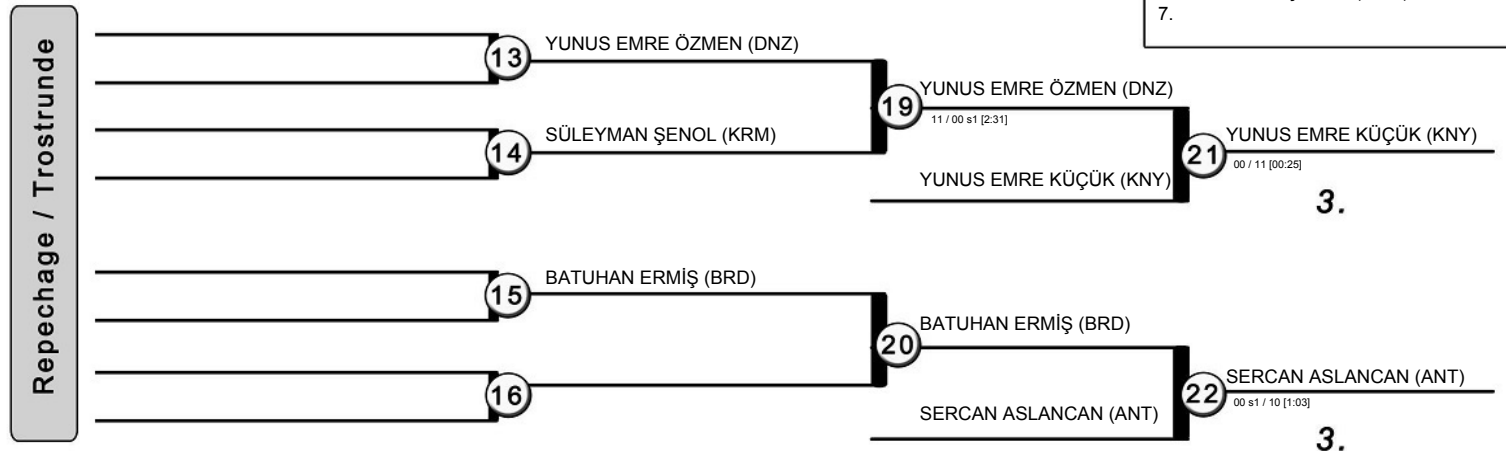 7.
Repechage / Trostrunde
13
YUNUS EMRE ÖZMEN (DNZ)
14
SÜLEYMAN ŞENOL (KRM)
19
YUNUS EMRE ÖZMEN (DNZ)
11 / 00 s1 [2:31]
YUNUS EMRE KÜÇÜK (KNY)
21
YUNUS EMRE KÜÇÜK (KNY)
00 / 11 [00:25]
3.
15
BATUHAN ERMİŞ (BRD)
16
20
BATUHAN ERMİŞ (BRD)
SERCAN ASLANCAN (ANT)
22
SERCAN ASLANCAN (ANT)
00 s1 / 10 [1:03]
3.